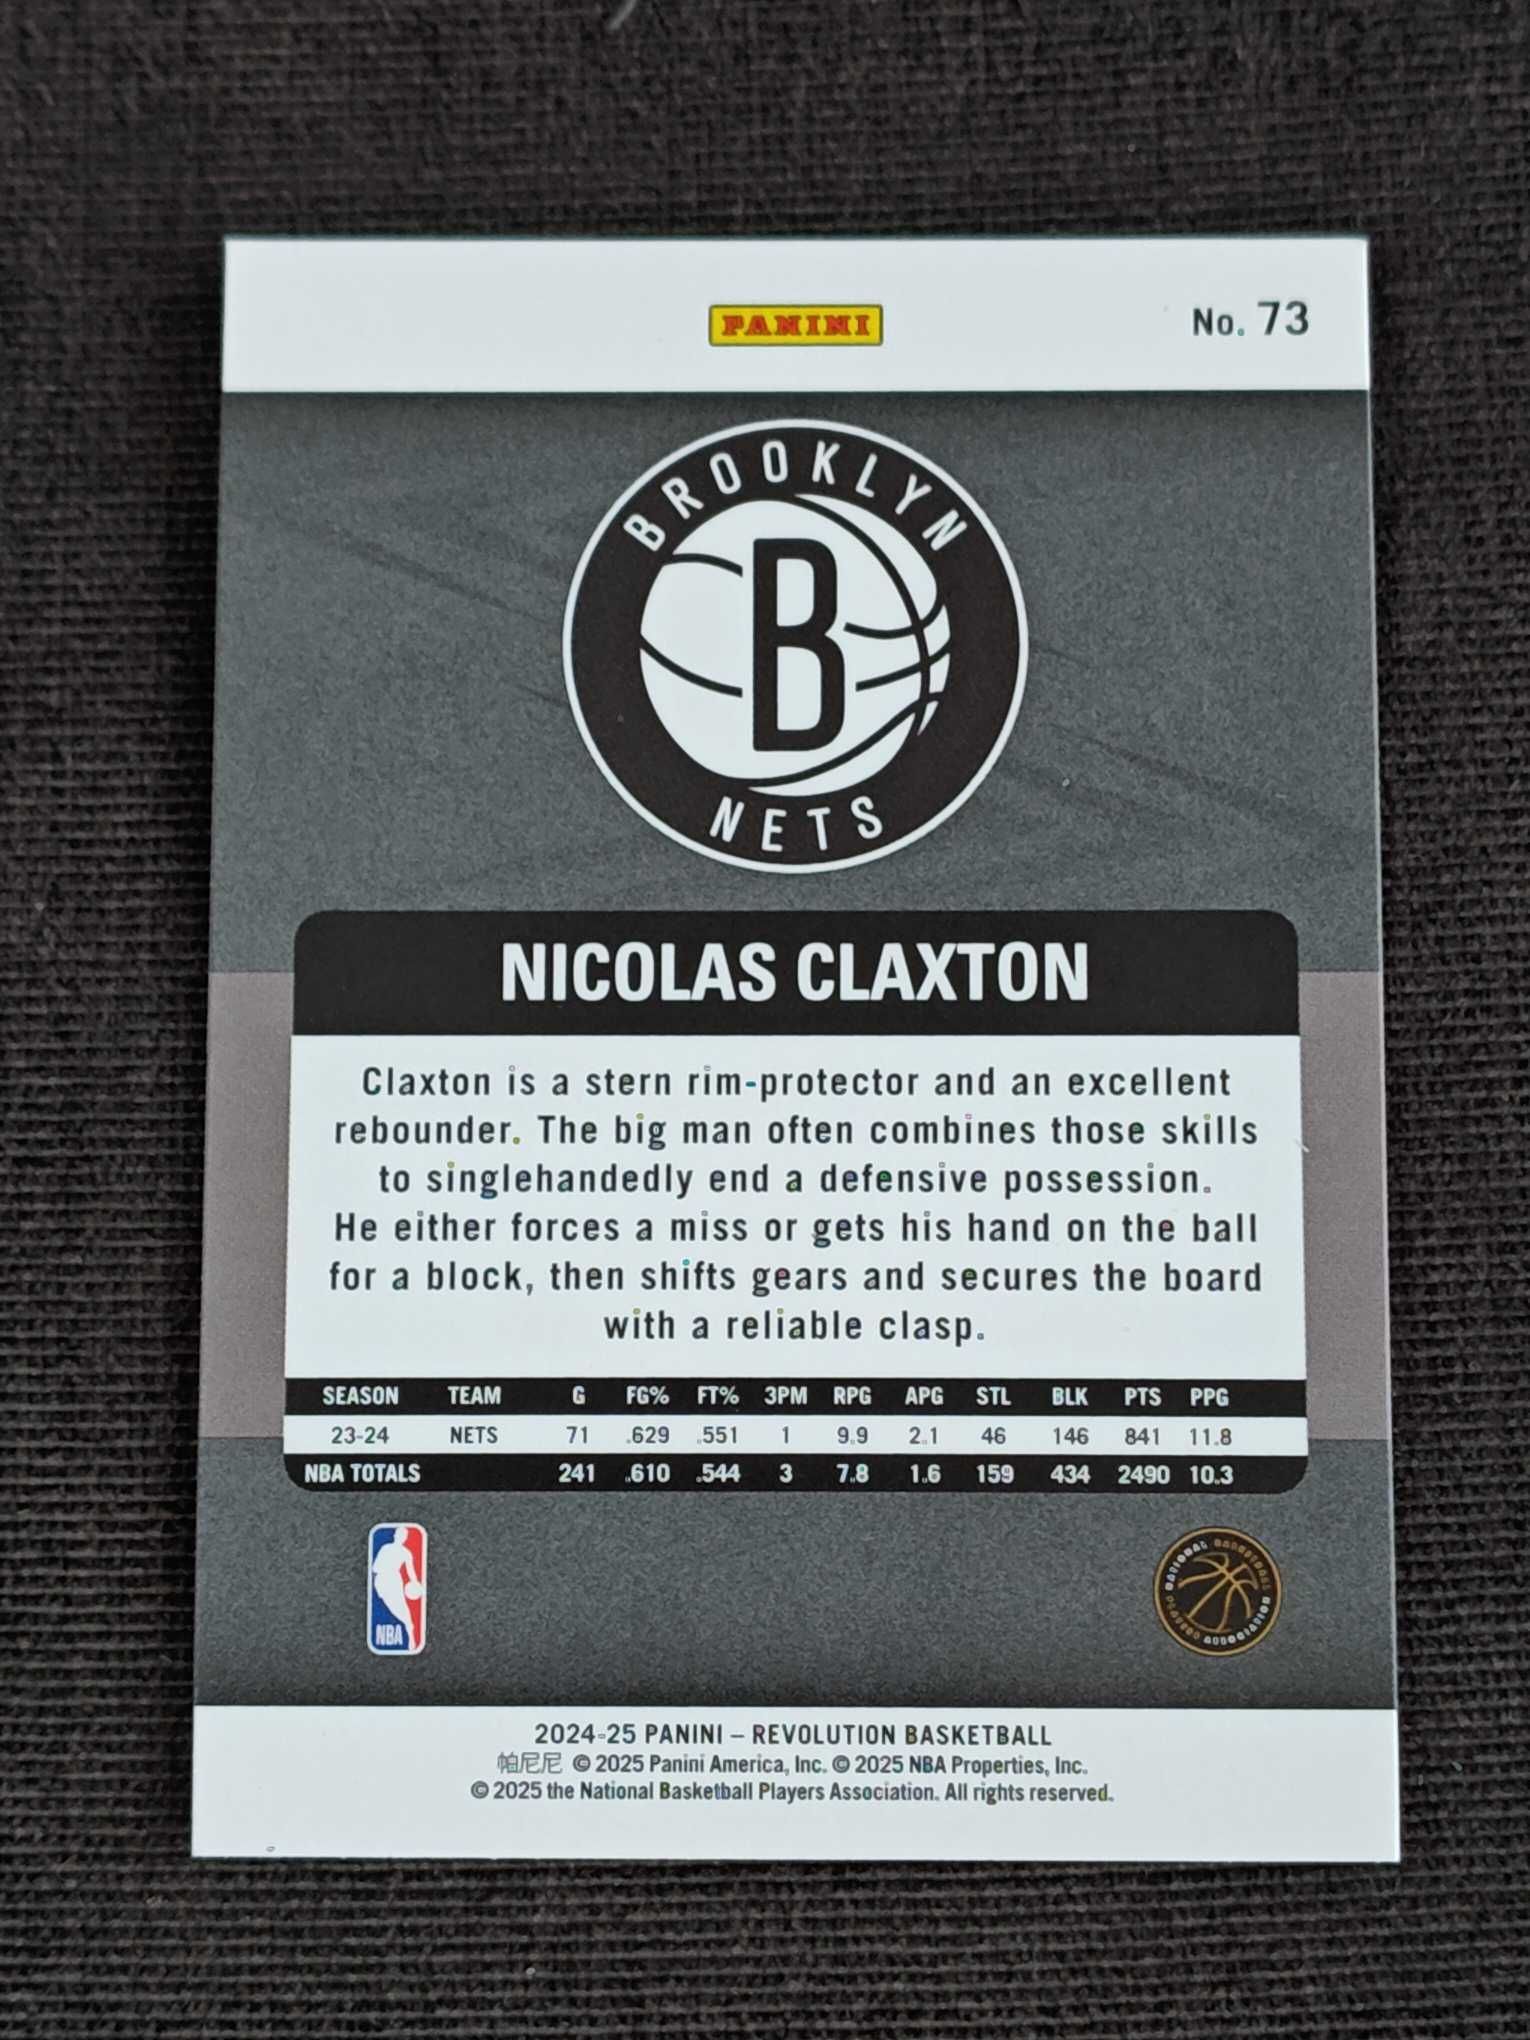 PANINI
No. 73
BROOKLYN
B
NETS
NICOLAS CLAXTON
Claxton is a stern rim-protector and an excellent
rebounder. The big man often combines those skills
to singlehandedly end a defensive possession.
He either forces a miss or gets his hand on the ball
for a block, then shifts gears and secures the board
with a reliable clasp.
SEASON TEAM G FG% FT% 3PM RPG APG STL BLK PTS PPG
23-24 NETS 71 .629 .551 1 9.9 2.1 46 146 841 11.8
NBA TOTALS 241 .610 .544 3 7.8 1.6 159 434 2490 10.3
NBA
NATIONAL BASKETBALL
PLAYERS ASSOCIATION
2024-25 PANINI – REVOLUTION BASKETBALL
帕尼尼 © 2025 Panini America, Inc. © 2025 NBA Properties, Inc.
© 2025 the National Basketball Players Association. All rights reserved.